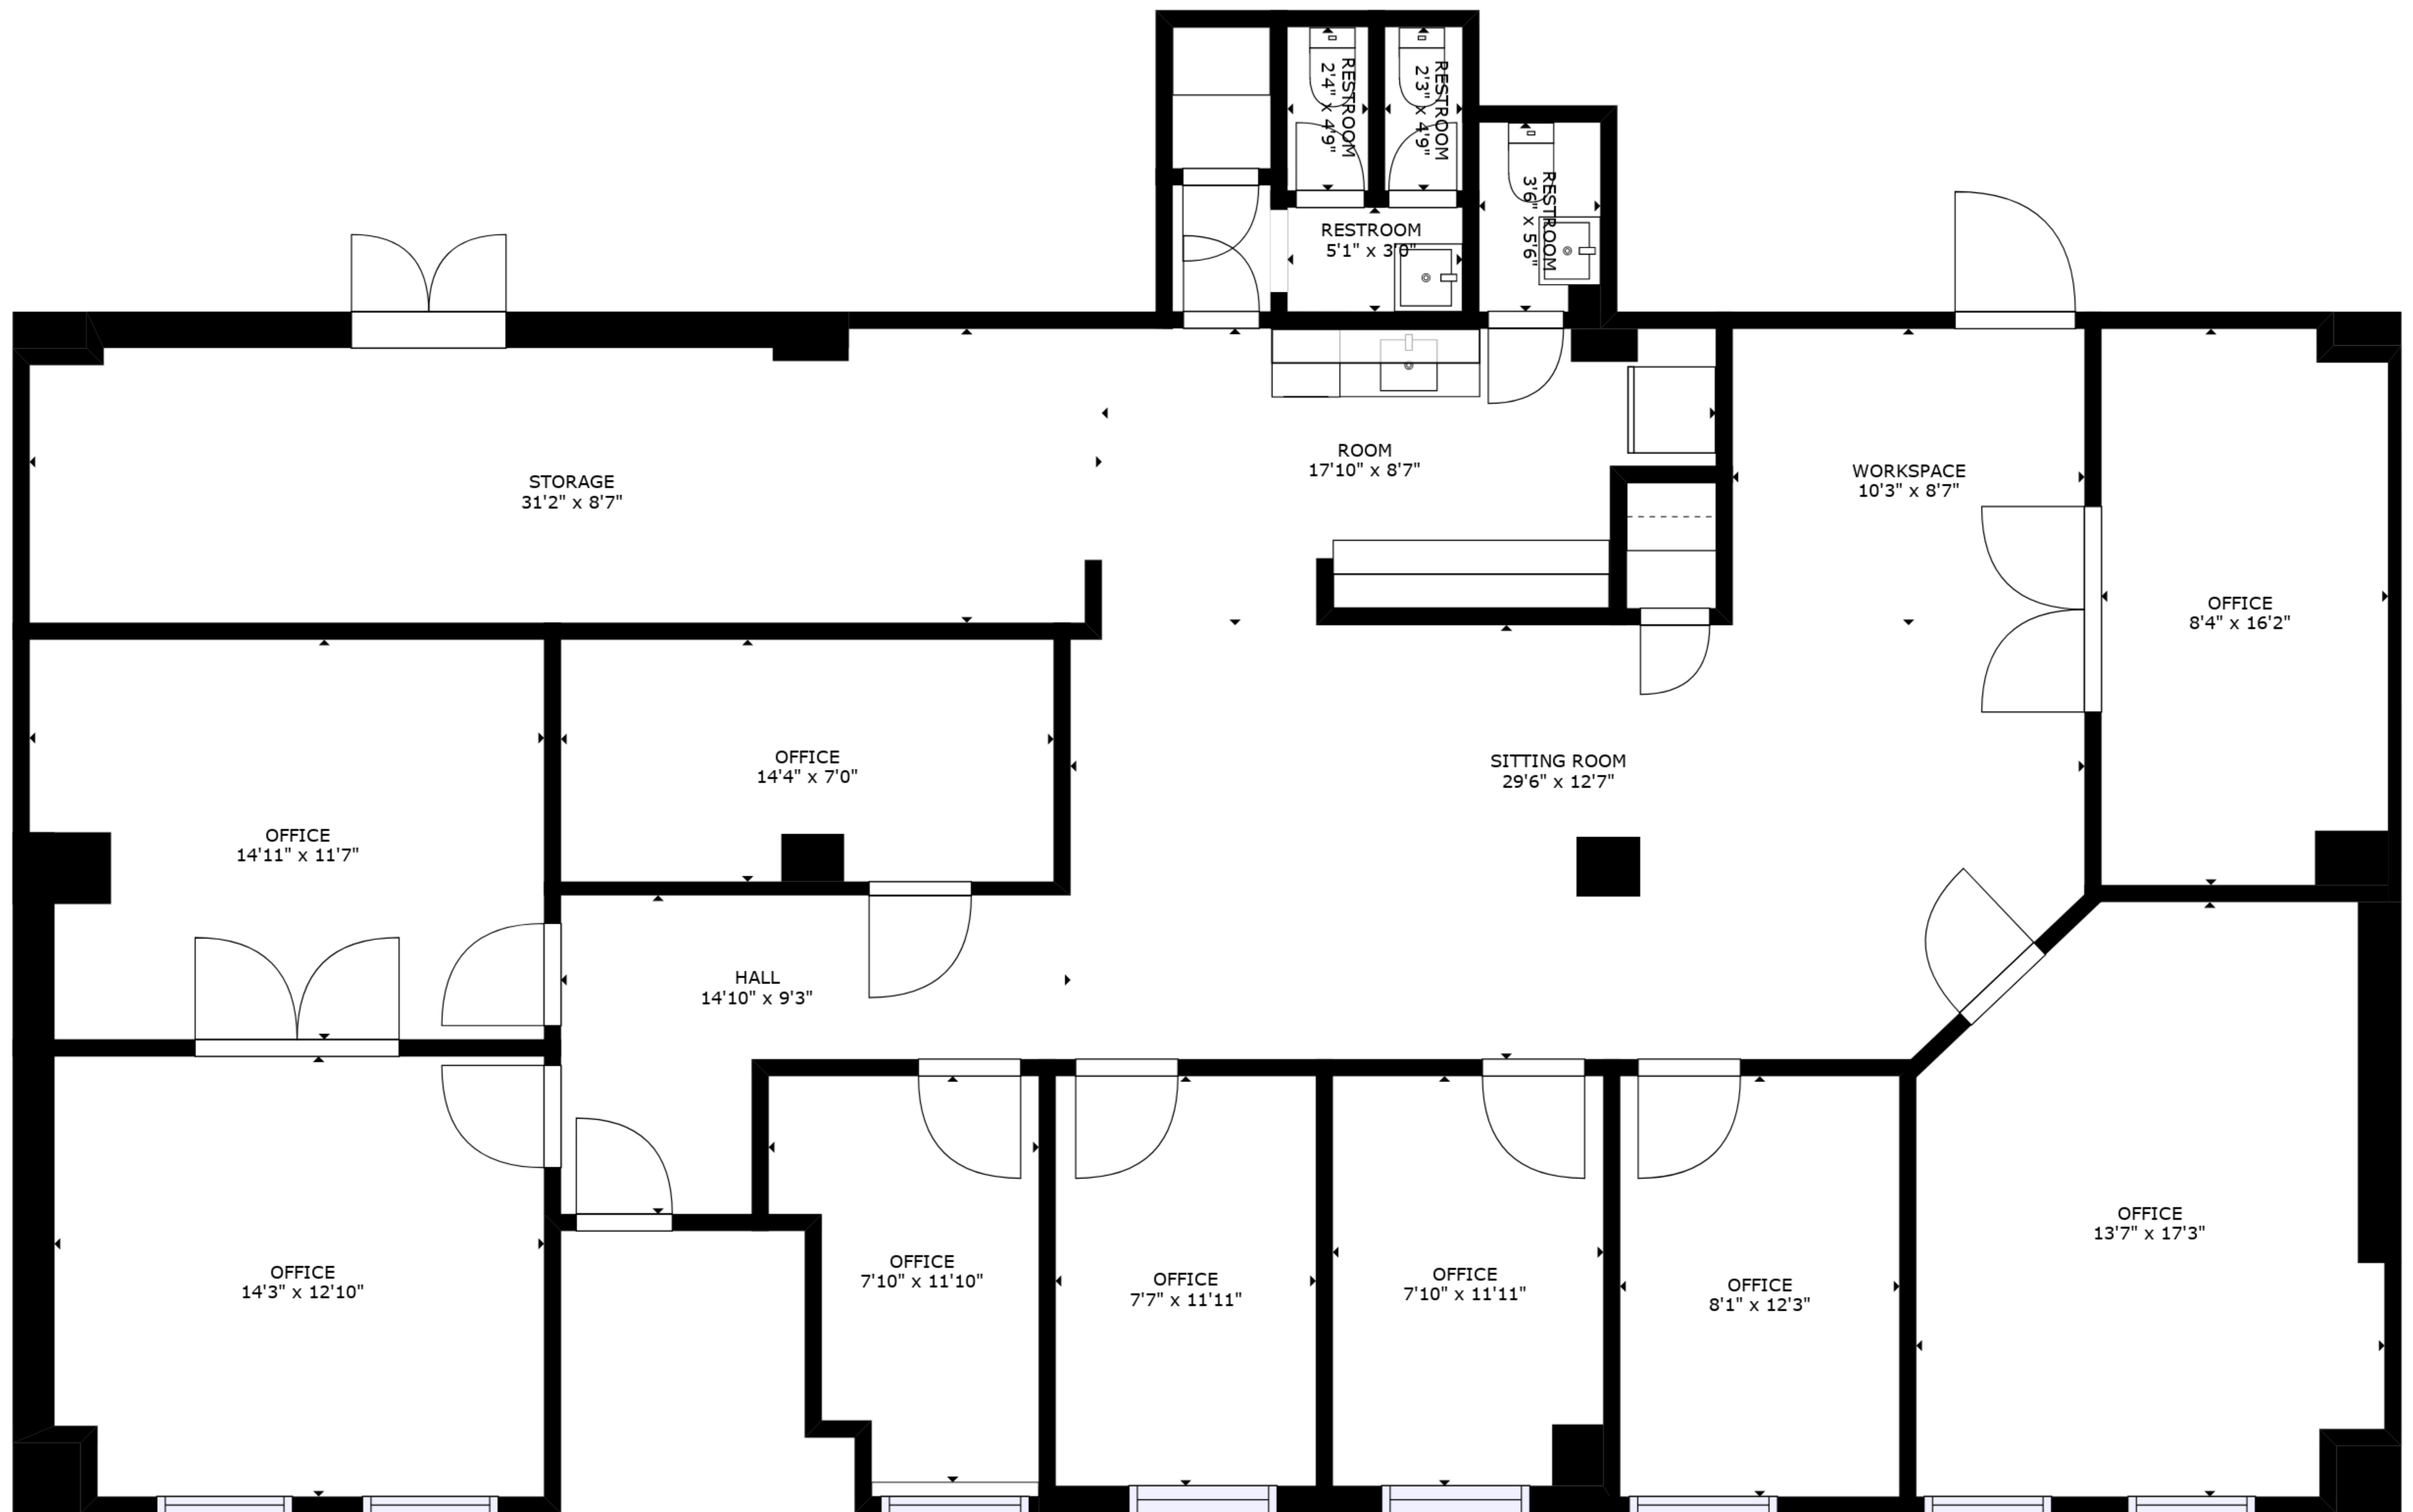 RESTROOM
2'4" x 4'9"
RESTROOM
2'3" x 4'9"
RESTROOM
3'6" x 5'6"
RESTROOM
5'1" x 3'0"
STORAGE
31'2" x 8'7"
ROOM
17'10" x 8'7"
WORKSPACE
10'3" x 8'7"
OFFICE
8'4" x 16'2"
OFFICE
14'4" x 7'0"
SITTING ROOM
29'6" x 12'7"
OFFICE
14'11" x 11'7"
HALL
14'10" x 9'3"
OFFICE
14'3" x 12'10"
OFFICE
7'10" x 11'10"
OFFICE
7'7" x 11'11"
OFFICE
7'10" x 11'11"
OFFICE
8'1" x 12'3"
OFFICE
13'7" x 17'3"